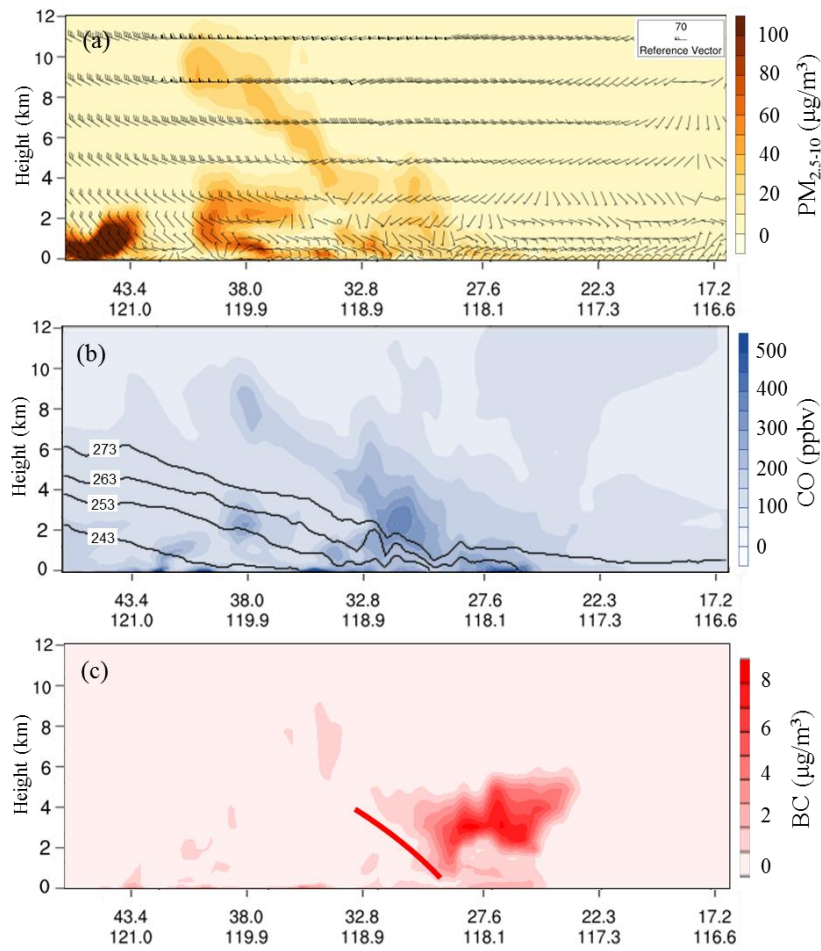 (a)
12
10
8
6
4
2
0
Height (km)
70
Reference Vector
100
80
60
40
20
0
PM2.5-10 (μg/m³)
43.4 38.0 32.8 27.6 22.3 17.2
121.0 119.9 118.9 118.1 117.3 116.6
(b)
12
10
8
6
4
2
0
Height (km)
273
263
253
243
500
400
300
200
100
0
CO (ppbv)
43.4 38.0 32.8 27.6 22.3 17.2
121.0 119.9 118.9 118.1 117.3 116.6
(c)
12
10
8
6
4
2
0
Height (km)
8
6
4
2
0
BC (μg/m³)
43.4 38.0 32.8 27.6 22.3 17.2
121.0 119.9 118.9 118.1 117.3 116.6